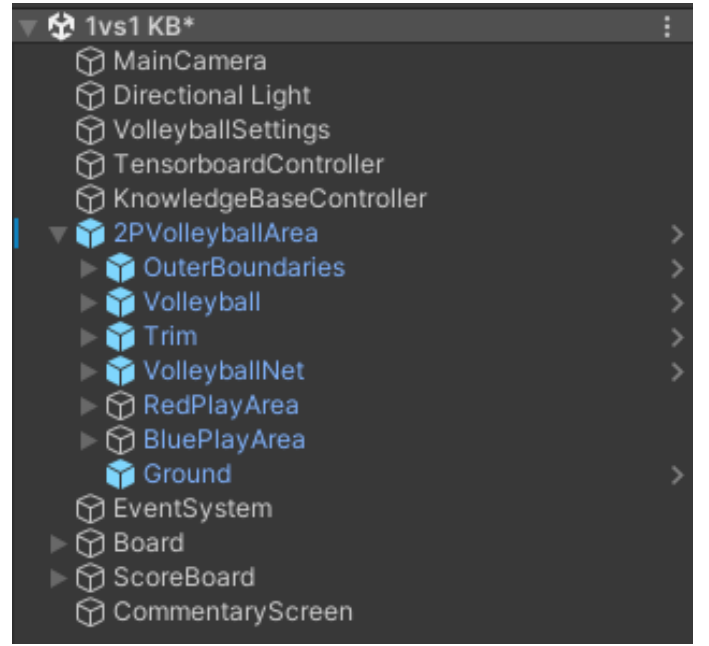 1vs1 KB*
MainCamera
Directional Light
VolleyballSettings
TensorboardController
KnowledgeBaseController
2PVolleyballArea
OuterBoundaries
Volleyball
Trim
VolleyballNet
RedPlayArea
BluePlayArea
Ground
EventSystem
Board
ScoreBoard
CommentaryScreen